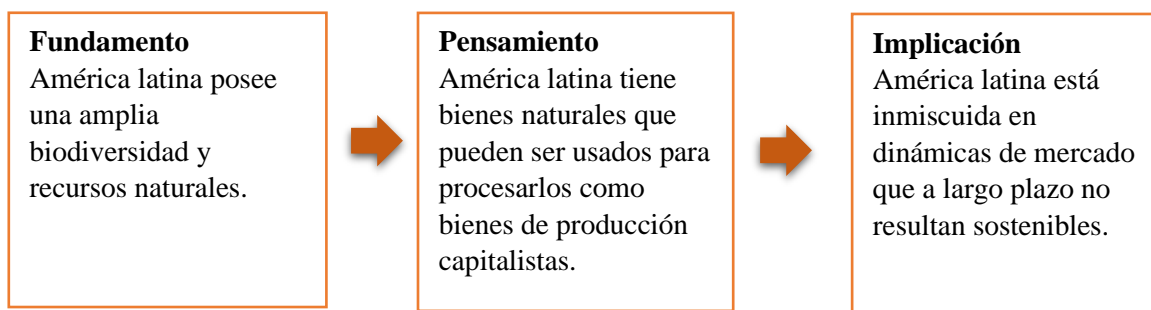 Fundamento
América latina posee
una amplia
biodiversidad y
recursos naturales.
Pensamiento
América latina tiene
bienes naturales que
pueden ser usados para
procesarlos como
bienes de producción
capitalistas.
Implicación
América latina está
inmiscuida en
dinámicas de mercado
que a largo plazo no
resultan sostenibles.